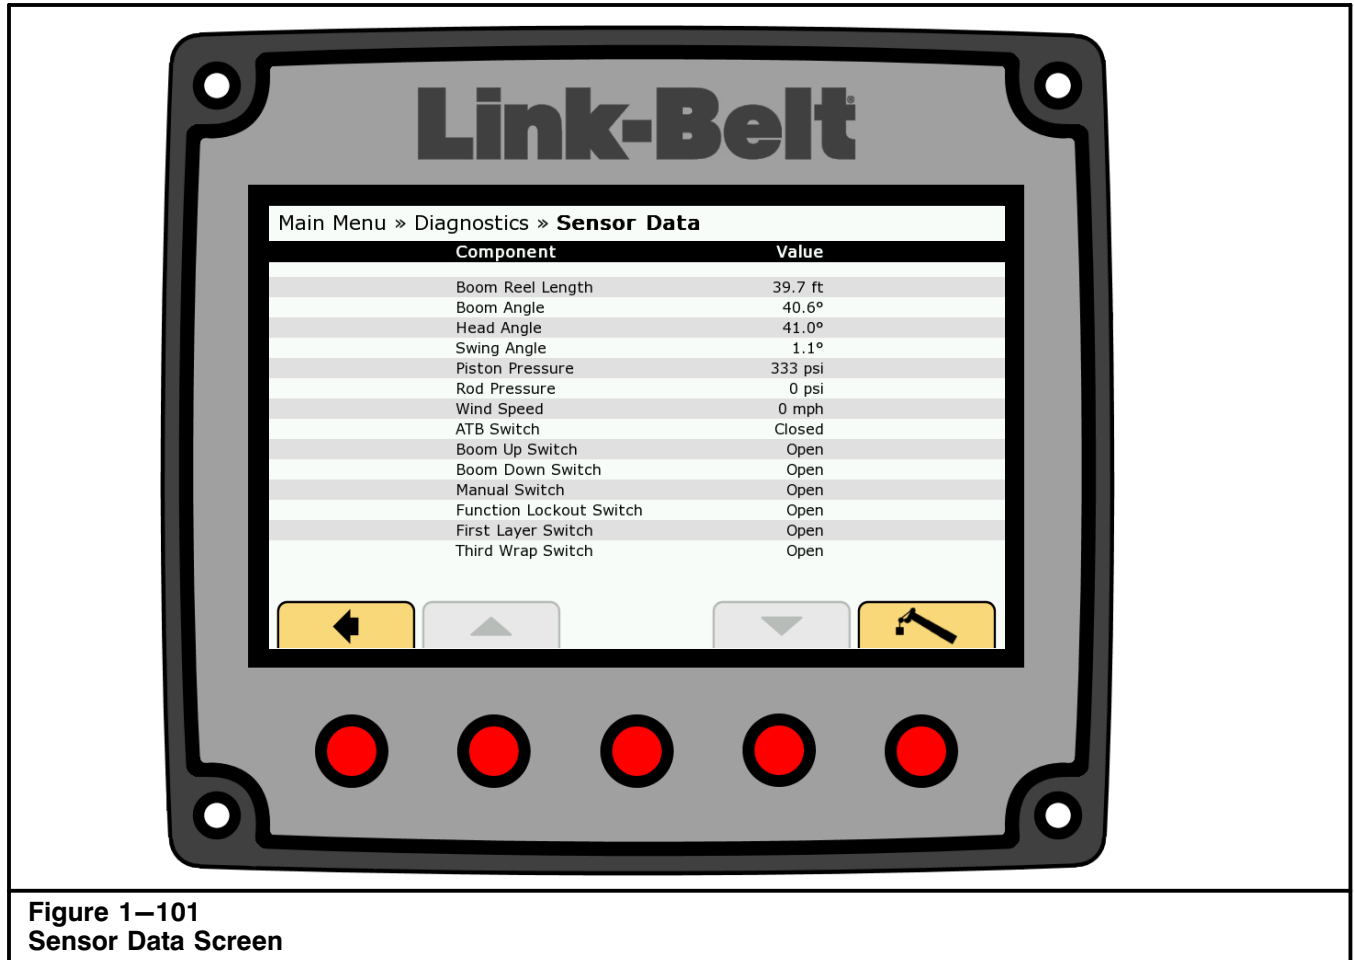 Link-Belt®
Main Menu » Diagnostics » Sensor Data
Component Value
Boom Reel Length 39.7 ft
Boom Angle 40.6°
Head Angle 41.0°
Swing Angle 1.1°
Piston Pressure 333 psi
Rod Pressure 0 psi
Wind Speed 0 mph
ATB Switch Closed
Boom Up Switch Open
Boom Down Switch Open
Manual Switch Open
Function Lockout Switch Open
First Layer Switch Open
Third Wrap Switch Open
Figure 1–101
Sensor Data Screen